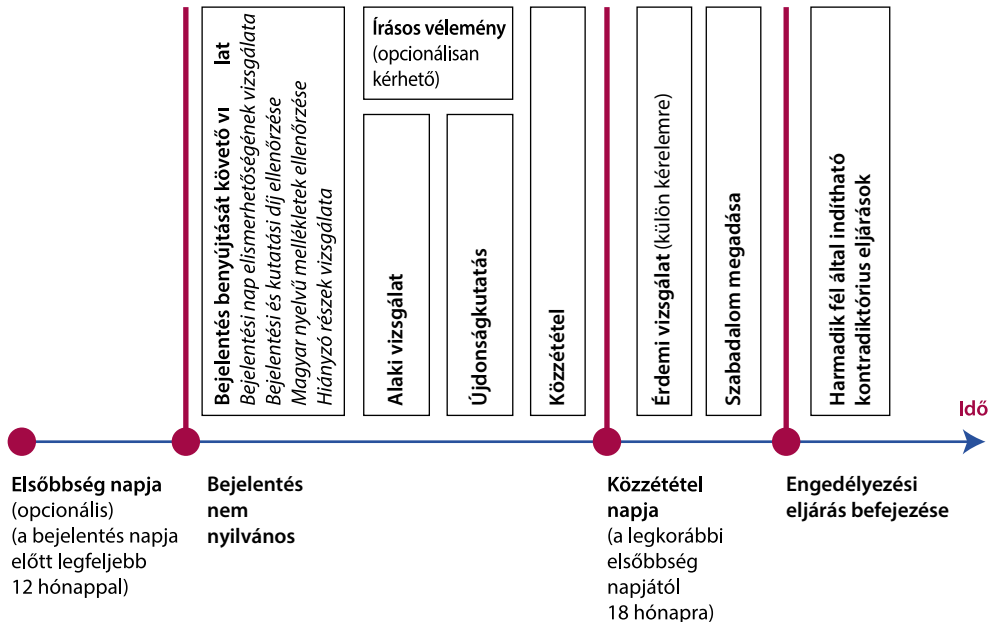 Bejelentés benyújtását követő vi lat
Bejelentési nap elismerhetőségének vizsgálata
Bejelentési és kutatási díj ellenőrzése
Magyar nyelvű mellékletek ellenőrzése
Hiányzó részek vizsgálata
Írásos vélemény
(opcionálisan
kérhető)
Alaki vizsgálat
Újdonságkutatás
Közzététel
Érdemi vizsgálat (külön kérelemre)
Szabadalom megadása
Harmadik fél által indítható
kontradiktórius eljárások
Idő
Elsőbbség napja
(opcionális)
(a bejelentés napja
előtt legfeljebb
12 hónappal)
Bejelentés
nem
nyilvános
Közzététel
napja
(a legkorábbi
elsőbbség
napjától
18 hónapra)
Engedélyezési
eljárás befejezése